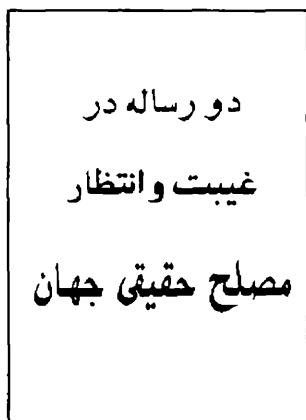 دو رساله در
غیبت و انتظار
مصلح حقیقی جهان